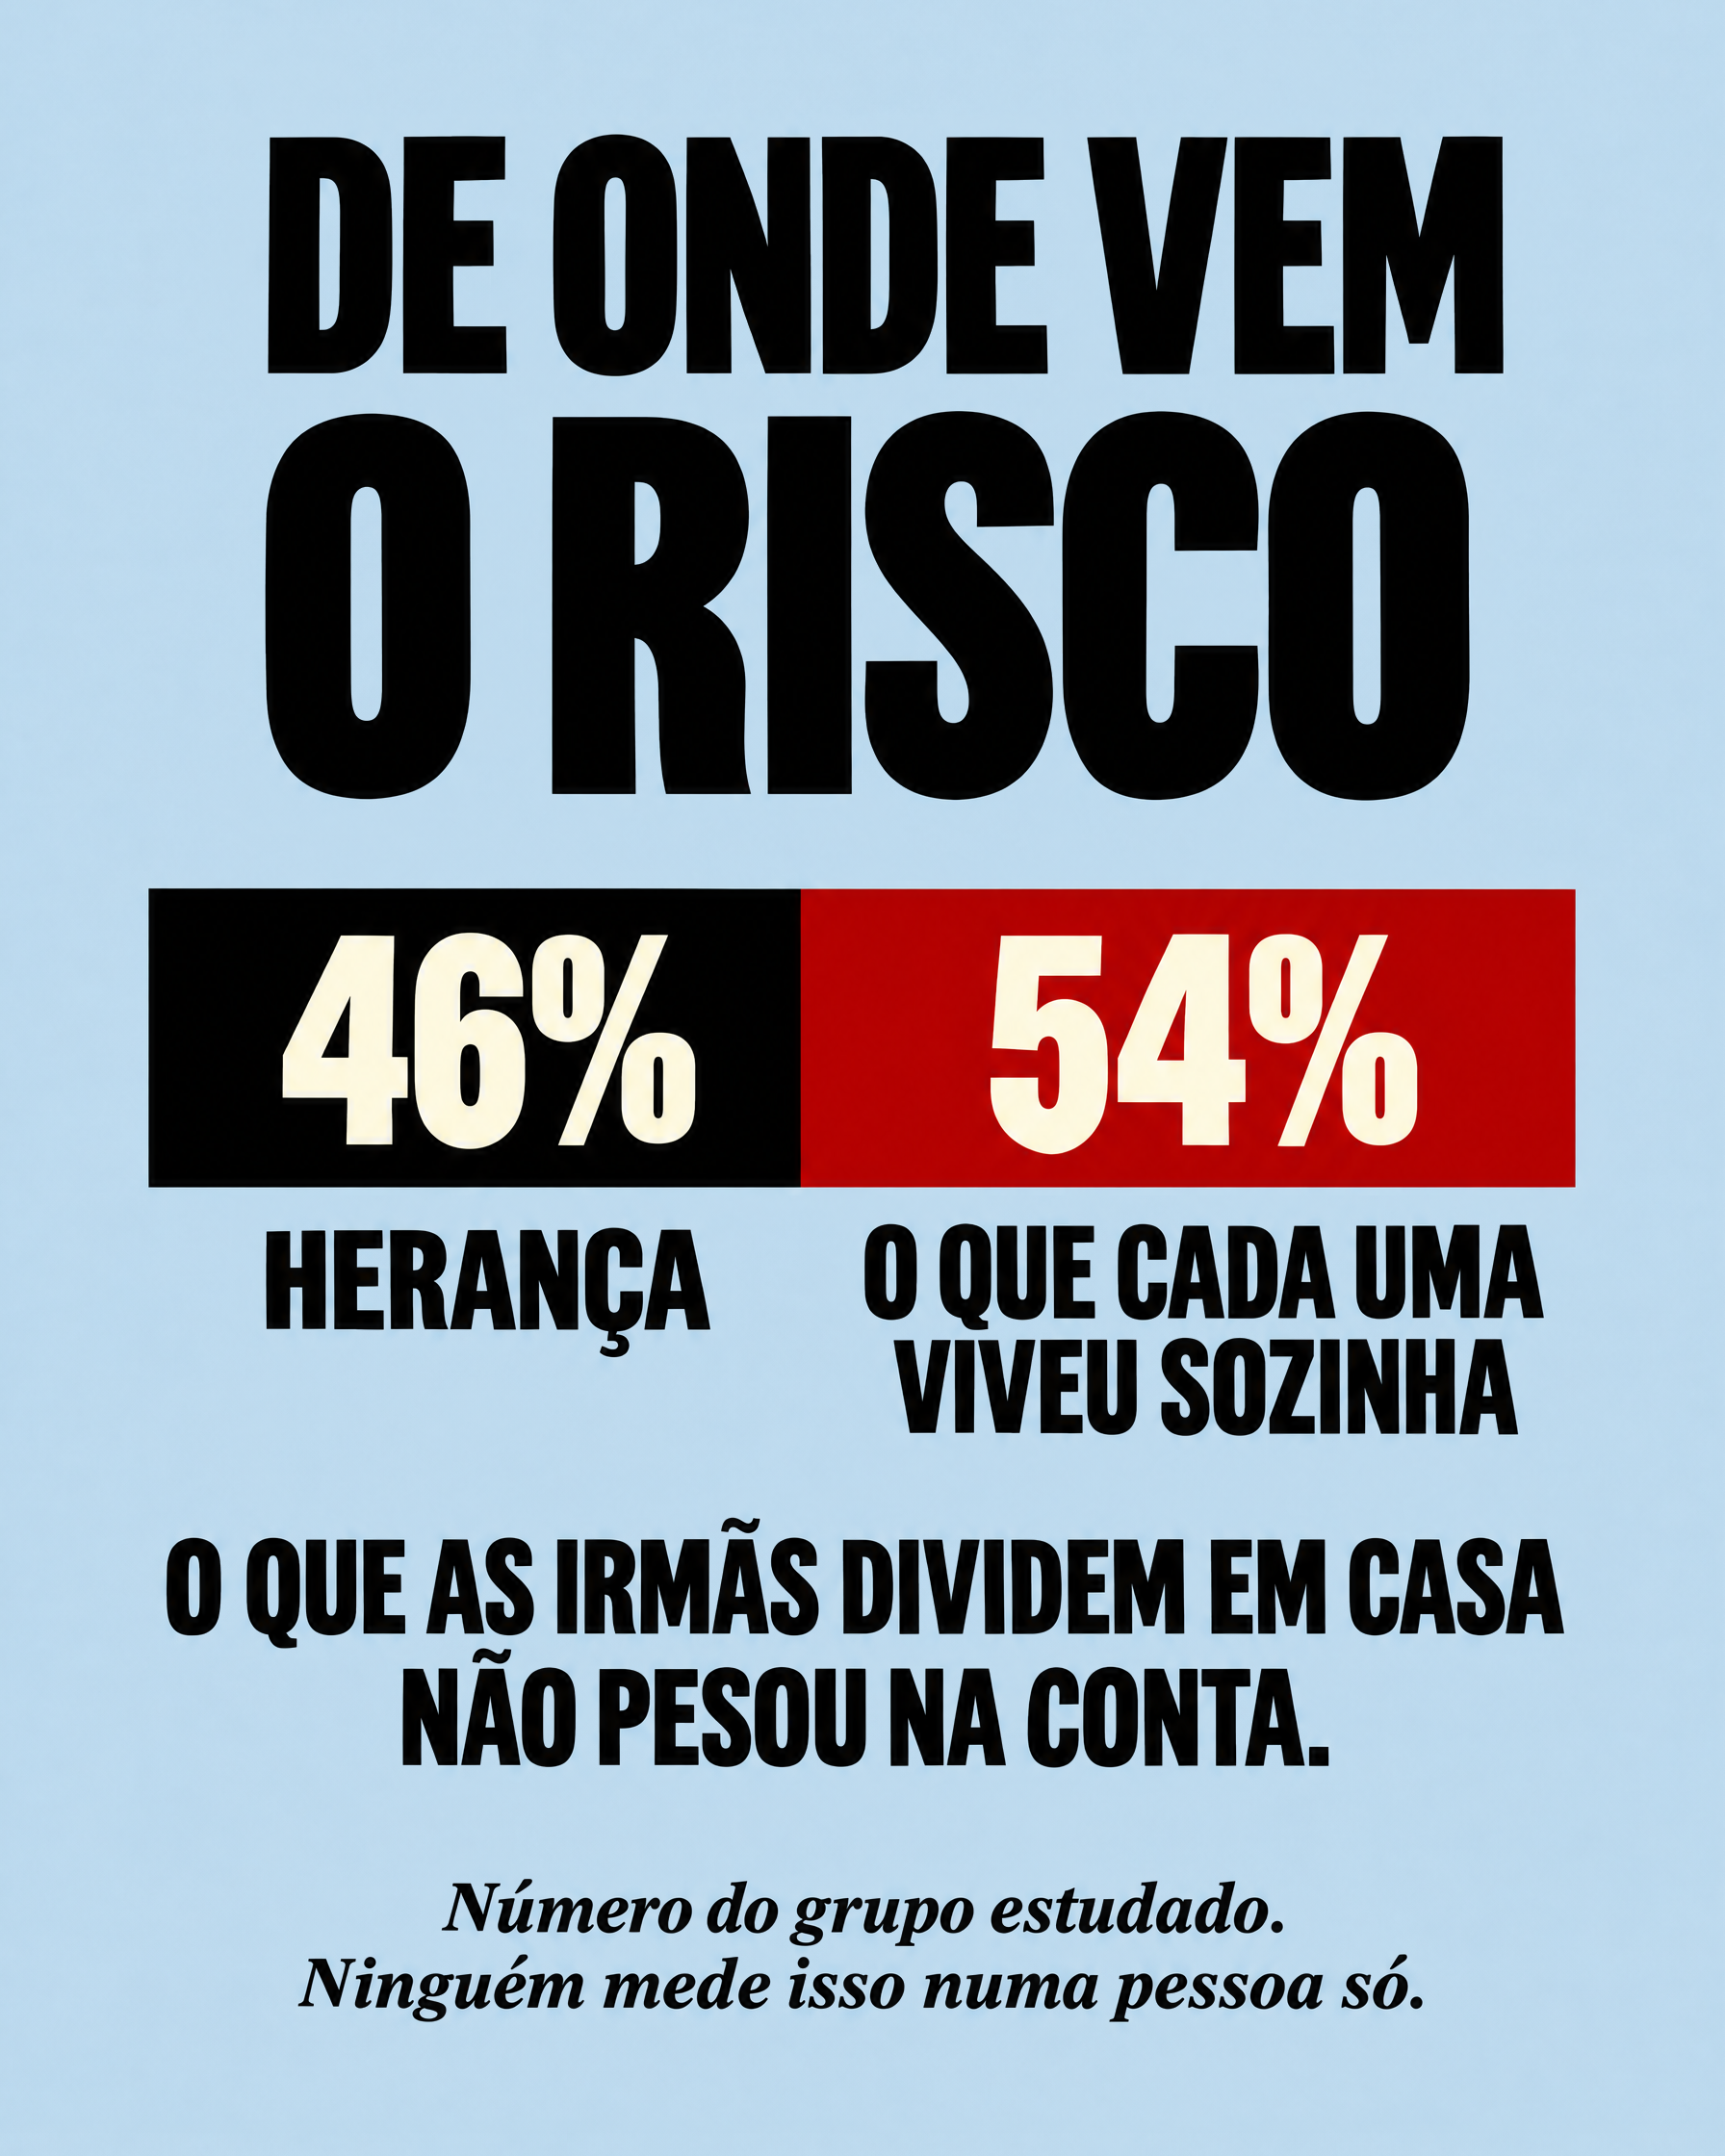 DE ONDE VEM
O RISCO
46% 54%
HERANÇA
O QUE CADA UMA
VIVEU SOZINHA
O QUE AS IRMÃS DIVIDEM EM CASA
NÃO PESOU NA CONTA.
Número do grupo estudado.
Ninguém mede isso numa pessoa só.